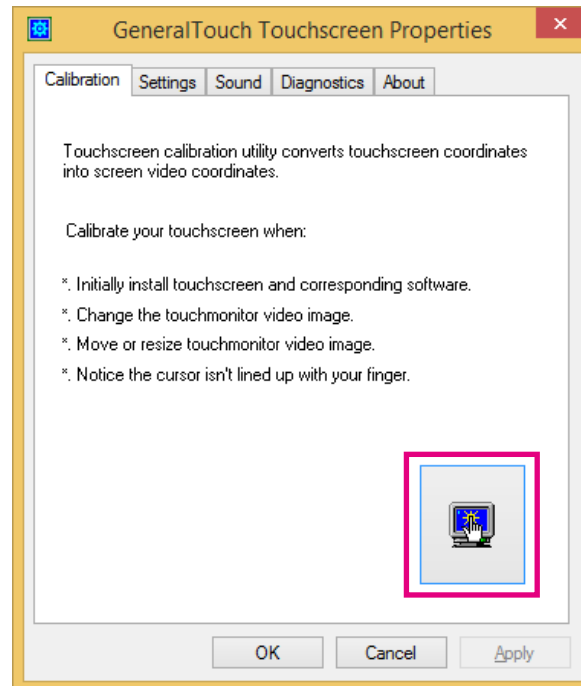 GeneralTouch Touchscreen Properties
Calibration Settings Sound Diagnostics About
Touchscreen calibration utility converts touchscreen coordinates
into screen video coordinates.
Calibrate your touchscreen when:
*. Initially install touchscreen and corresponding software.
*. Change the touchmonitor video image.
*. Move or resize touchmonitor video image.
*. Notice the cursor isn't lined up with your finger.
OK Cancel Apply